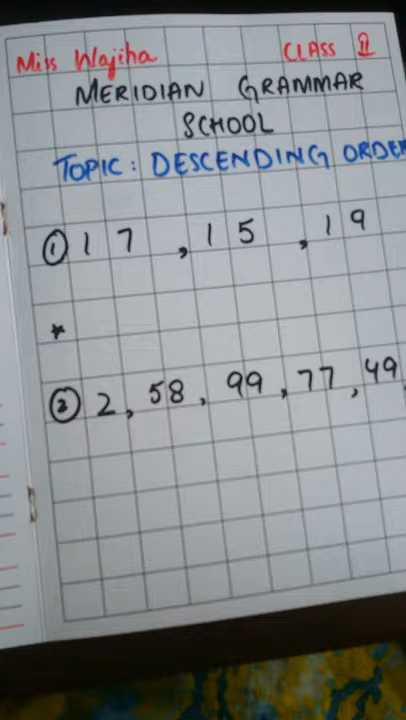 Miss Wajiha CLASS II
MERIDIAN GRAMMAR
SCHOOL
TOPIC: DESCENDING ORDER
① 17 , 15 , 19
*
② 2, 58, 99, 77, 49,